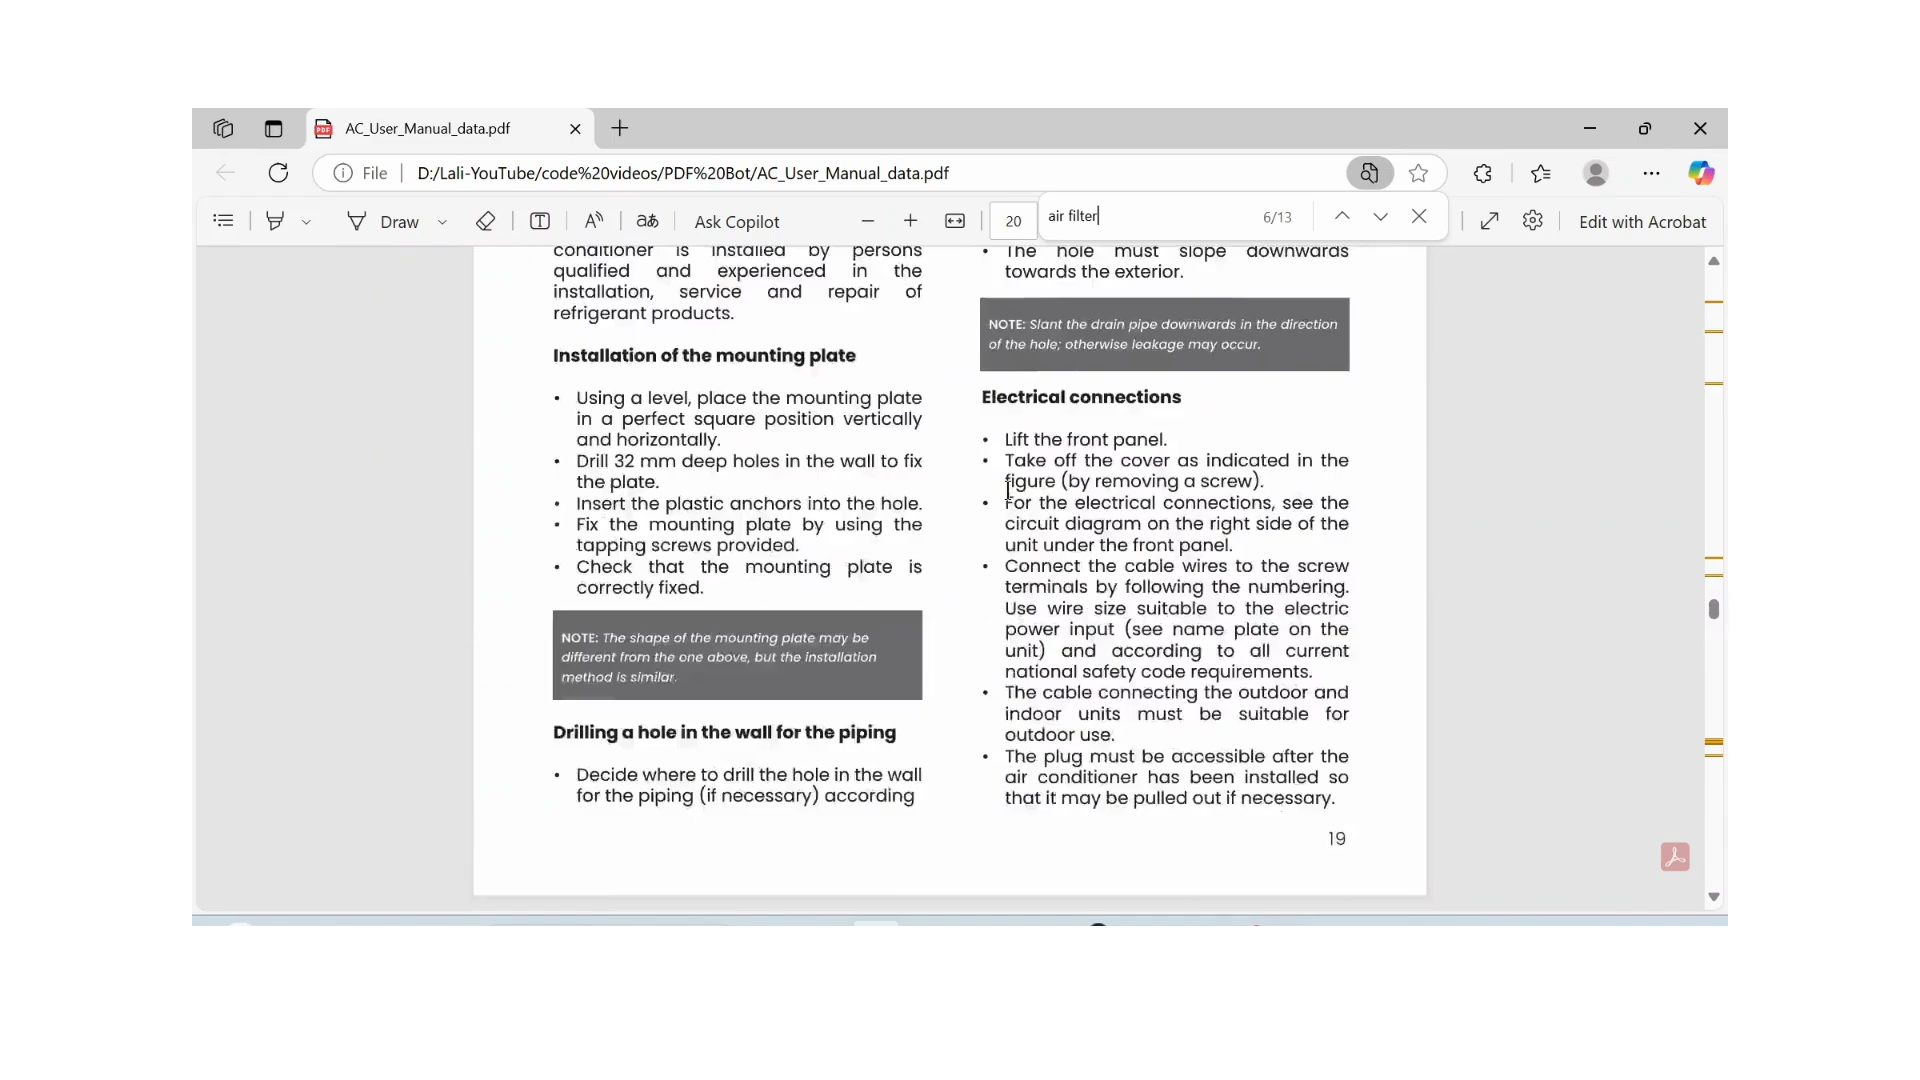 AC_User_Manual_data.pdf
File
D:/Lali-YouTube/code%20videos/PDF%20Bot/AC_User_Manual_data.pdf
Draw
Ask Copilot
20
air filter
6/13
Edit with Acrobat
conditioner is installed by persons
qualified and experienced in the
installation, service and repair of
refrigerant products.
Installation of the mounting plate
• Using a level, place the mounting plate
in a perfect square position vertically
and horizontally.
• Drill 32 mm deep holes in the wall to fix
the plate.
• Insert the plastic anchors into the hole.
• Fix the mounting plate by using the
tapping screws provided.
• Check that the mounting plate is
correctly fixed.
NOTE: The shape of the mounting plate may be
different from the one above, but the installation
method is similar.
Drilling a hole in the wall for the piping
• Decide where to drill the hole in the wall
for the piping (if necessary) according
• The hole must slope downwards
towards the exterior.
NOTE: Slant the drain pipe downwards in the direction
of the hole; otherwise leakage may occur.
Electrical connections
• Lift the front panel.
• Take off the cover as indicated in the
figure (by removing a screw).
• For the electrical connections, see the
circuit diagram on the right side of the
unit under the front panel.
• Connect the cable wires to the screw
terminals by following the numbering.
Use wire size suitable to the electric
power input (see name plate on the
unit) and according to all current
national safety code requirements.
• The cable connecting the outdoor and
indoor units must be suitable for
outdoor use.
• The plug must be accessible after the
air conditioner has been installed so
that it may be pulled out if necessary.
19